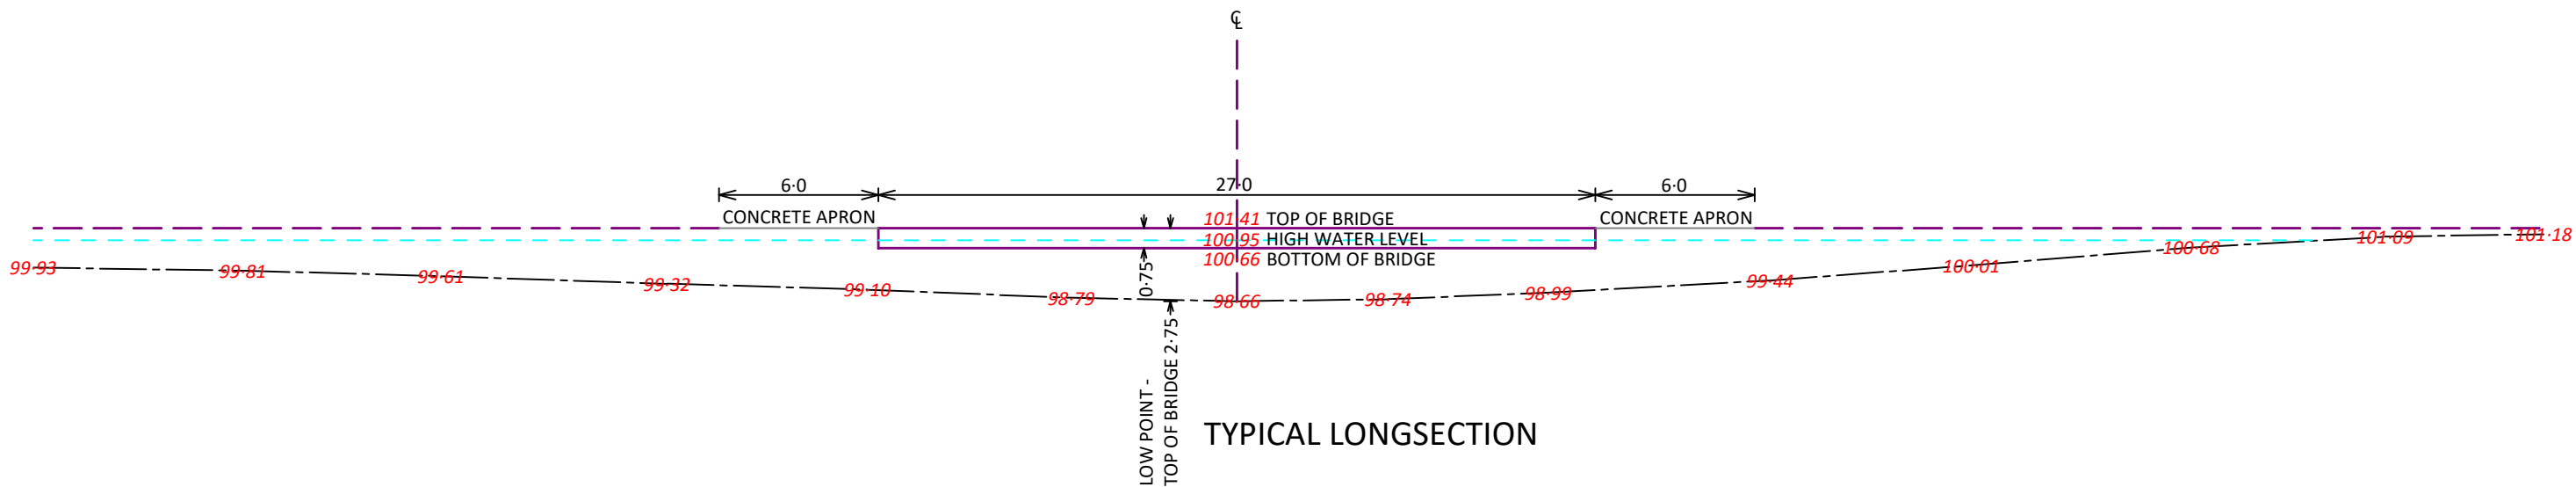 ℄
6·0
27·0
6·0
CONCRETE APRON
101·41 TOP OF BRIDGE
CONCRETE APRON
100·95 HIGH WATER LEVEL
100·66 BOTTOM OF BRIDGE
99·93
99·81
99·61
99·32
99·10
98·79
0·75
98·66
98·74
98·99
99·44
100·01
100·68
101·09
101·18
LOW POINT -
TOP OF BRIDGE 2·75
TYPICAL LONGSECTION